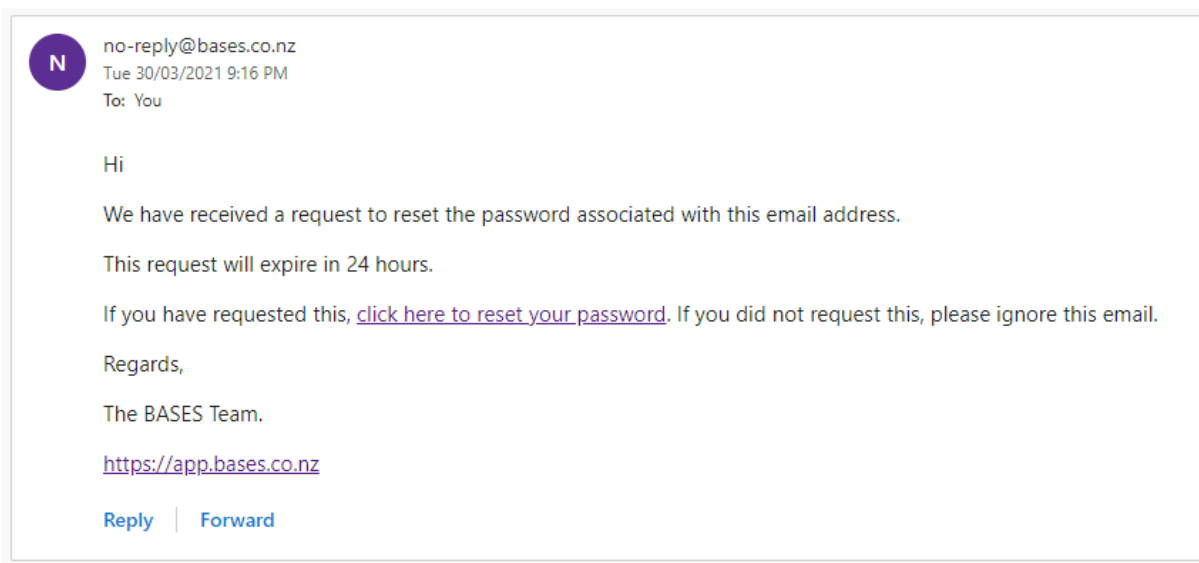 N
no-reply@bases.co.nz
Tue 30/03/2021 9:16 PM
To: You
Hi
We have received a request to reset the password associated with this email address.
This request will expire in 24 hours.
If you have requested this, click here to reset your password. If you did not request this, please ignore this email.
Regards,
The BASES Team.
https://app.bases.co.nz
Reply | Forward